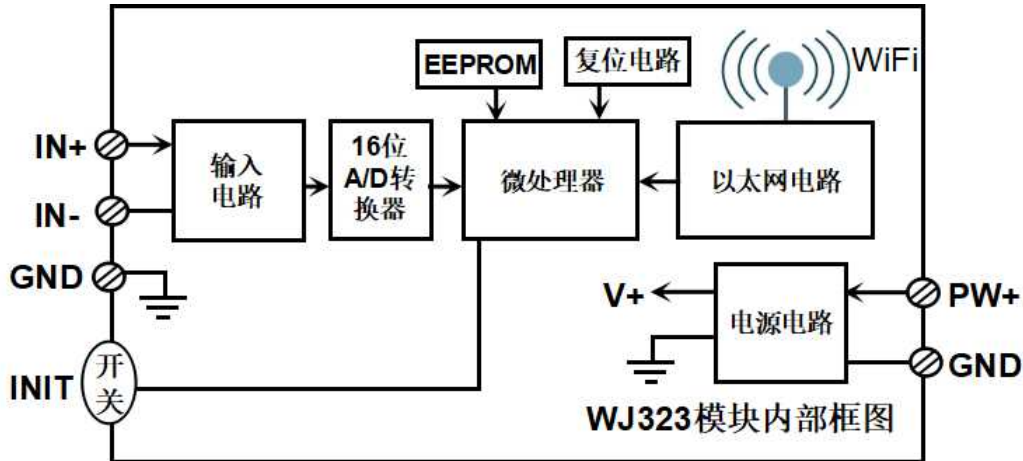 EEPROM
复位电路
WiFi
IN+
IN-
GND
INIT
开
关
输入
电路
16位
A/D转
换器
微处理器
以太网电路
V+
电源电路
PW+
GND
WJ323模块内部框图